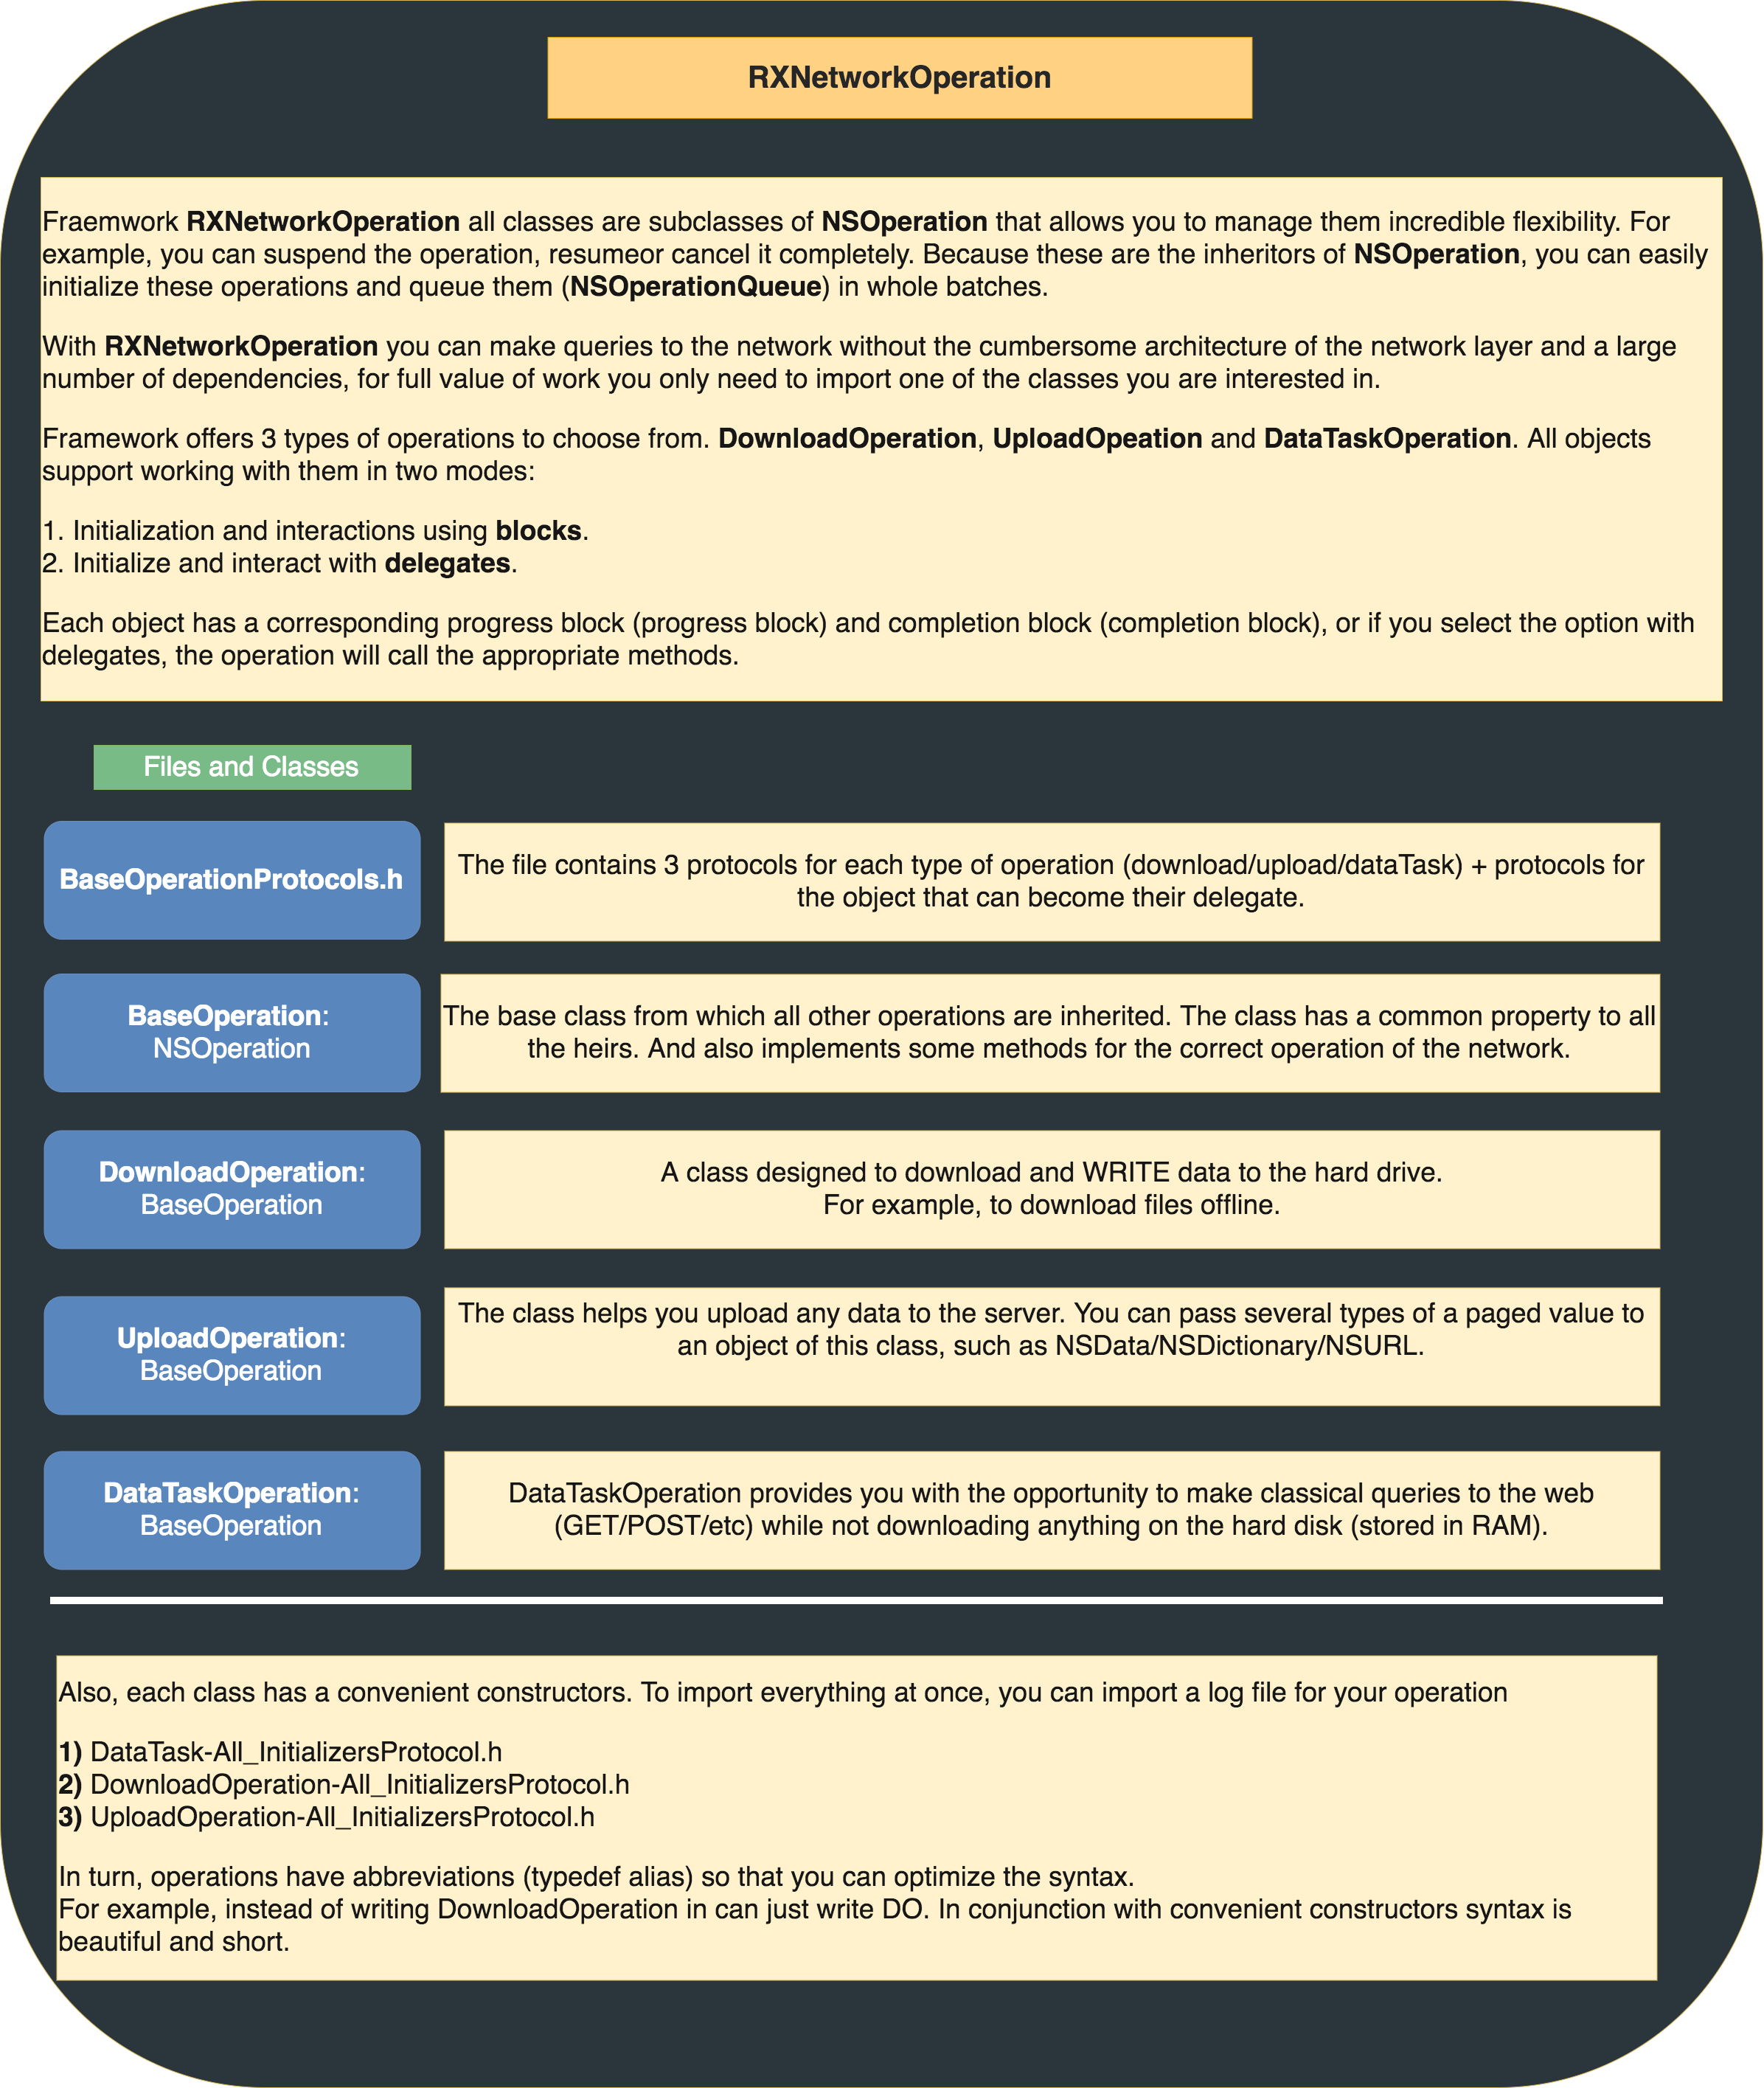 RXNetworkOperation
Fraemwork RXNetworkOperation all classes are subclasses of NSOperation that allows you to manage them incredible flexibility. For
example, you can suspend the operation, resumeor cancel it completely. Because these are the inheritors of NSOperation, you can easily
initialize these operations and queue them (NSOperationQueue) in whole batches.
With RXNetworkOperation you can make queries to the network without the cumbersome architecture of the network layer and a large
number of dependencies, for full value of work you only need to import one of the classes you are interested in.
Framework offers 3 types of operations to choose from. DownloadOperation, UploadOpeation and DataTaskOperation. All objects
support working with them in two modes:
1. Initialization and interactions using blocks.
2. Initialize and interact with delegates.
Each object has a corresponding progress block (progress block) and completion block (completion block), or if you select the option with
delegates, the operation will call the appropriate methods.
Files and Classes
BaseOperationProtocols.h
The file contains 3 protocols for each type of operation (download/upload/dataTask) + protocols for
the object that can become their delegate.
BaseOperation:
NSOperation
The base class from which all other operations are inherited. The class has a common property to all
the heirs. And also implements some methods for the correct operation of the network.
DownloadOperation:
BaseOperation
A class designed to download and WRITE data to the hard drive.
For example, to download files offline.
UploadOperation:
BaseOperation
The class helps you upload any data to the server. You can pass several types of a paged value to
an object of this class, such as NSData/NSDictionary/NSURL.
DataTaskOperation:
BaseOperation
DataTaskOperation provides you with the opportunity to make classical queries to the web
(GET/POST/etc) while not downloading anything on the hard disk (stored in RAM).
Also, each class has a convenient constructors. To import everything at once, you can import a log file for your operation
1) DataTask-All_InitializersProtocol.h
2) DownloadOperation-All_InitializersProtocol.h
3) UploadOperation-All_InitializersProtocol.h
In turn, operations have abbreviations (typedef alias) so that you can optimize the syntax.
For example, instead of writing DownloadOperation in can just write DO. In conjunction with convenient constructors syntax is
beautiful and short.